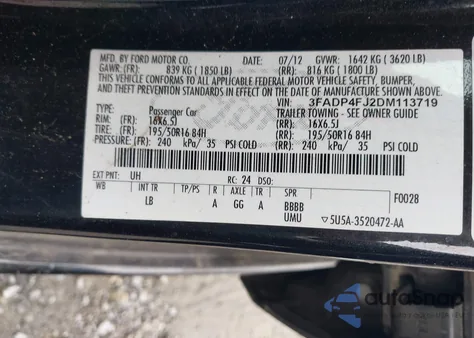 MFD. BY FORD MOTOR CO. 07/12 GVWR: 1642 KG ( 3620 LB)
GAWR: (FR) 839 KG ( 1850 LB) (RR): 816 KG ( 1800 LB)
THIS VEHICLE CONFORMS TO ALL APPLICABLE FEDERAL MOTOR VEHICLE SAFETY, BUMPER,
AND THEFT PREVENTION STANDARDS IN EFFECT ON THE DATE OF MANUFACTURE SHOWN ABOVE.
VIN: 3FADP4FJ2DM113719
TYPE: Passenger Car TRAILER TOWING - SEE OWNER GUIDE
RIM: (FR) 16X6.5J (RR): 16X6.5J
TIRE: (FR) 195/50R16 84H (RR): 195/50R16 84H
PRESSURE: (FR) 240 kPa/ 35 PSI COLD (RR): 240 kPa/ 35 PSI COLD
EXT PNT: UH RC: 24 DSO:
WB INT TR TP/PS R AXLE TR SPR F0028
LB A GG A BBBB
UMU 5U5A-3520472-AA
autoSnap
www.autosnap.us